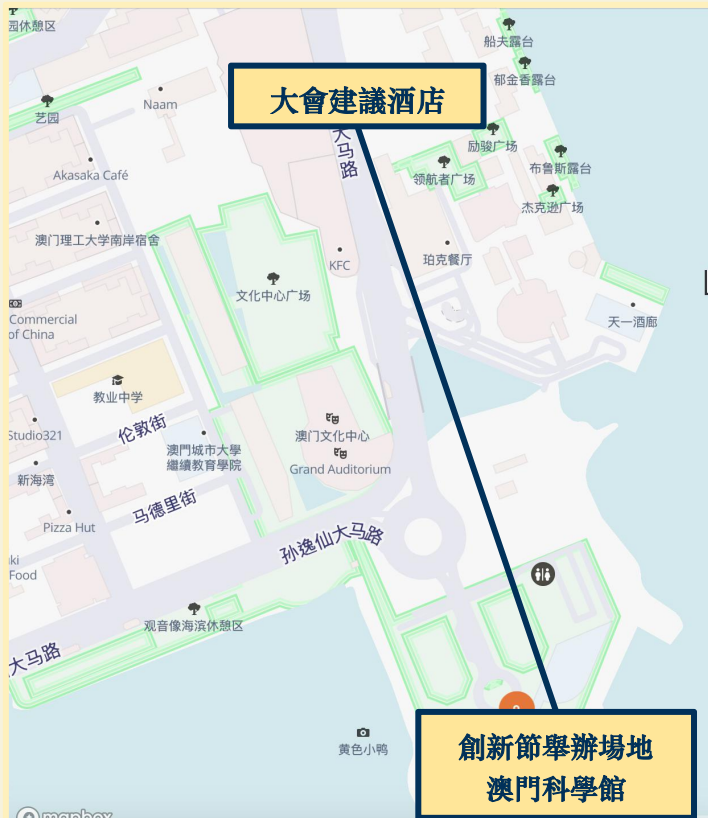 园休憩区
船夫露台
郁金香露台
艺园
Naam
大會建議酒店
大马路
励骏广场
Akasaka Café
领航者广场
布鲁斯露台
杰克逊广场
澳门理工大学南岸宿舍
KFC
珀克餐厅
文化中心广场
Commercial
of China
天一酒廊
教业中学
Studio321
伦敦街
澳门文化中心
澳門城市大學
繼續教育學院
Grand Auditorium
新海湾
马德里街
Pizza Hut
孙逸仙大马路
Food
观音像海滨休憩区
大马路
黄色小鸭
創新節舉辦場地
澳門科學館
mapbox